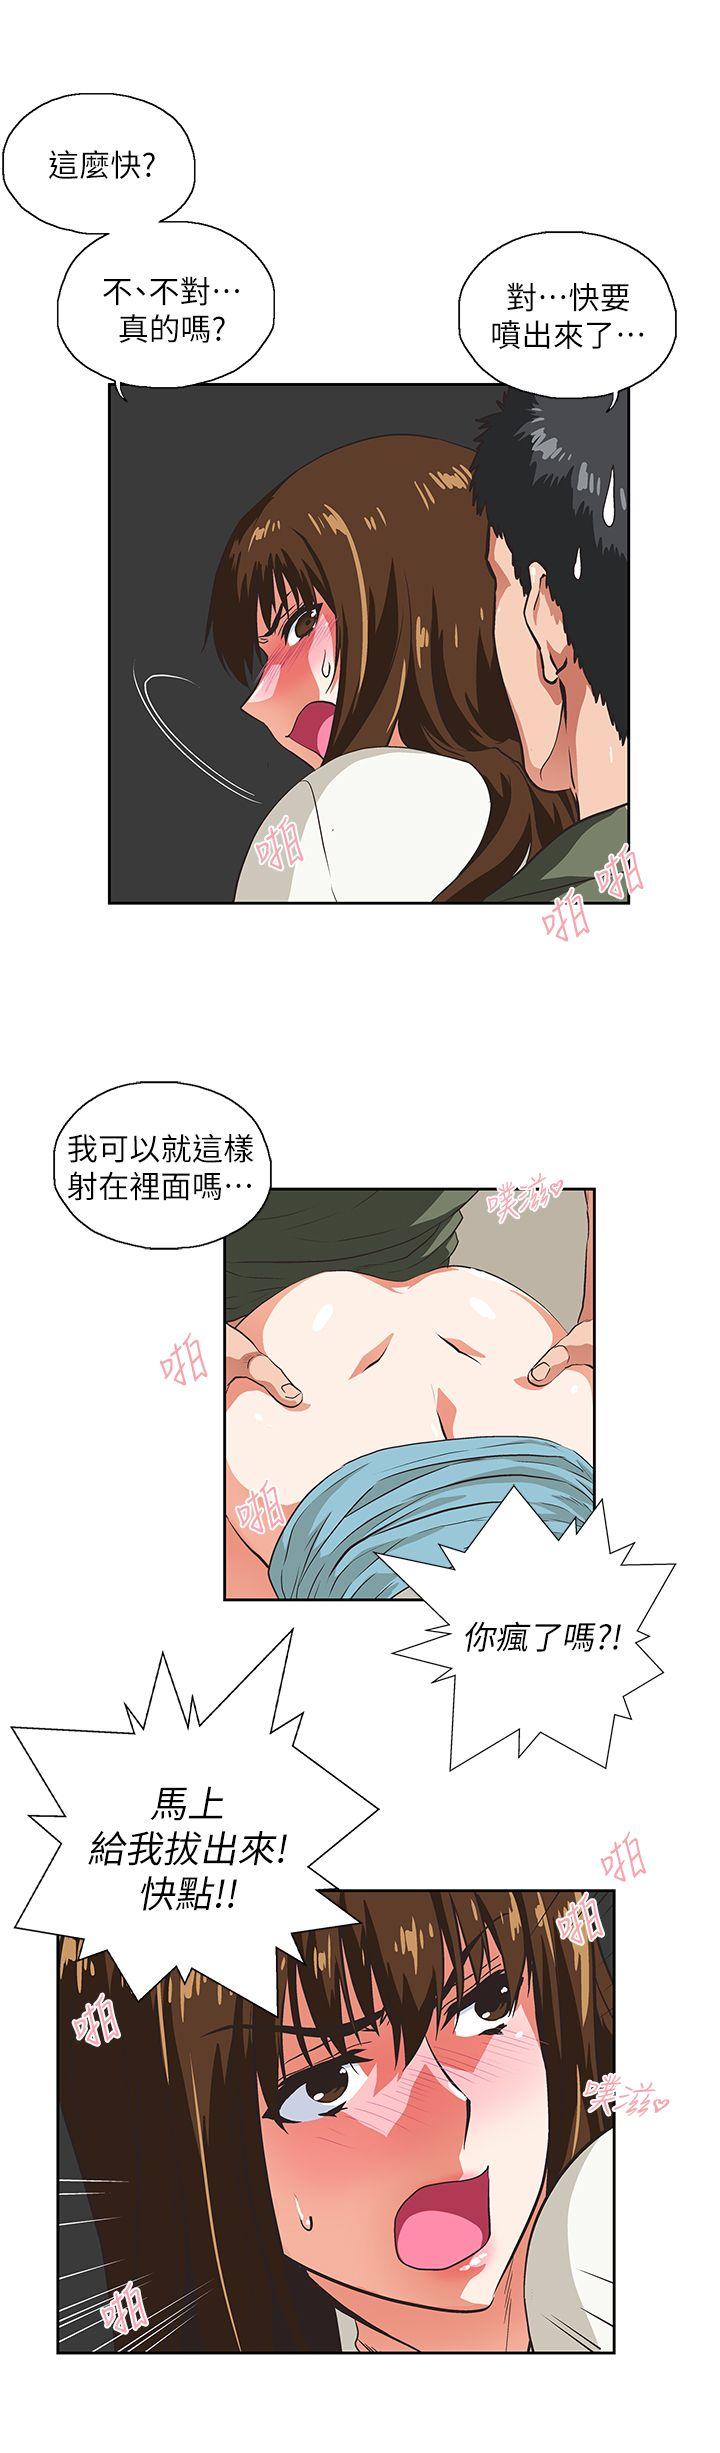 這麼快?
不、不對⋯
真的嗎?
對⋯快要
噴出來了⋯
啪
啪
啪
我可以就這樣
射在裡面嗎⋯
噗滋♡
啪
啪
你瘋了嗎?!
馬上
給我拔出來!
快點!!
啪
啪
啪
噗滋♡
啪